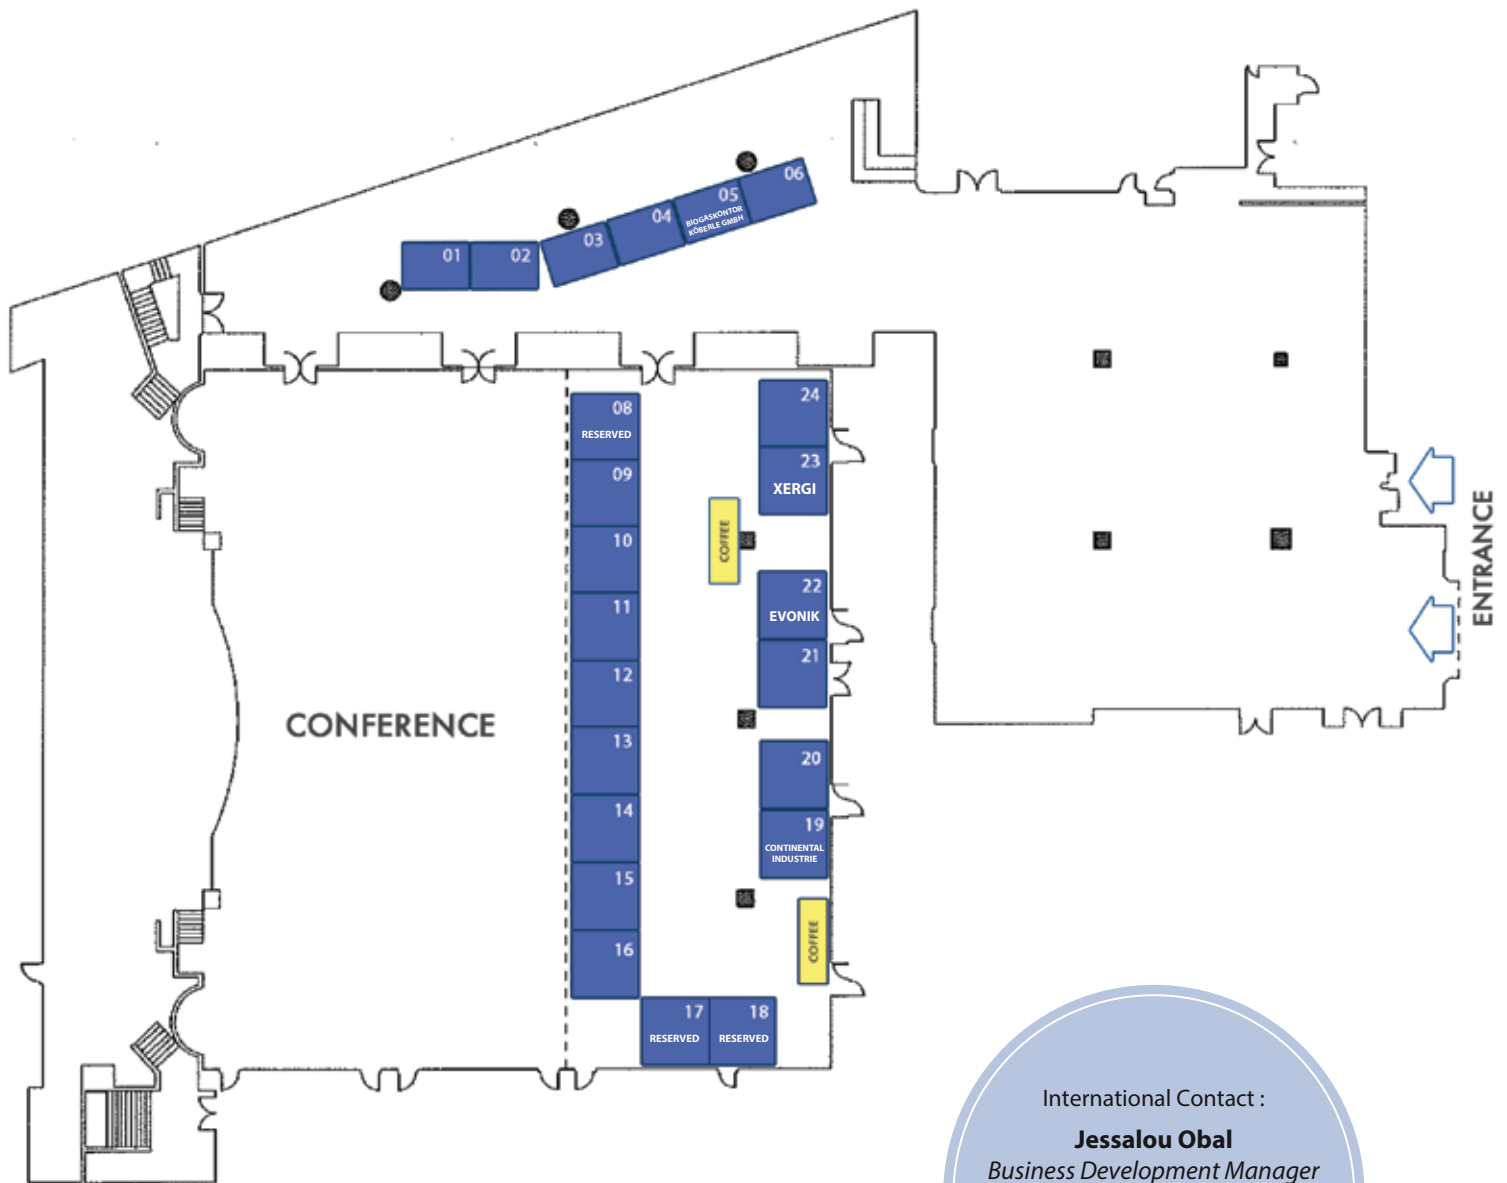 06
05
BIOGASKONTOR
KÖBERLE GMBH
04
03
02
01
24
08
RESERVED
23
XERGI
09
COFFEE
10
22
EVONIK
11
21
12
CONFERENCE
13
20
14
19
CONTINENTAL
INDUSTRIE
15
COFFEE
16
17
RESERVED
18
RESERVED
ENTRANCE
International Contact :
Jessalou Obal
Business Development Manager